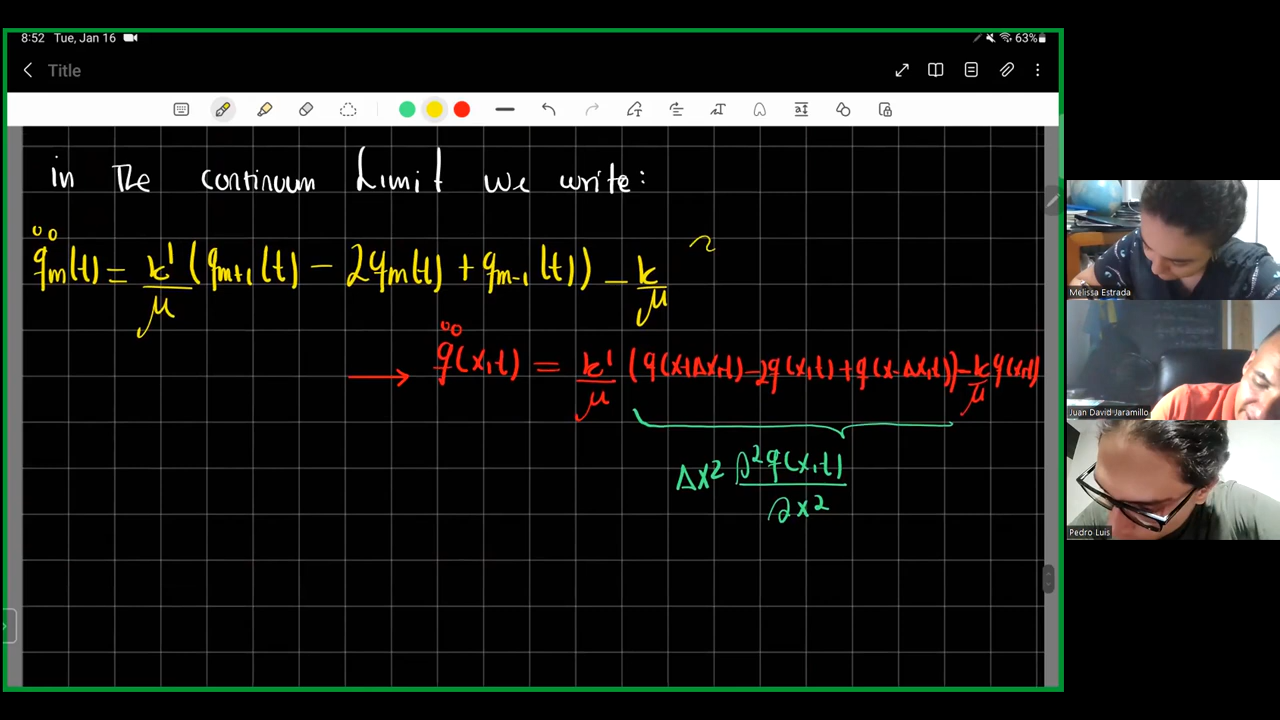 8:52 Tue, Jan 16 63%
Title
in The continuum Limit we write:
q̈m(t) = k'/μ (qm+1(t) − 2qm(t) + qm−1(t)) − k/μ
→ q̈(x,t) = k'/μ (q(x+Δx,t) − 2q(x,t) + q(x−Δx,t)) − k/μ q(x,t)
Δx² ∂²q(x,t)/∂x²
Melissa Estrada
Juan David Jaramillo
Pedro Luis